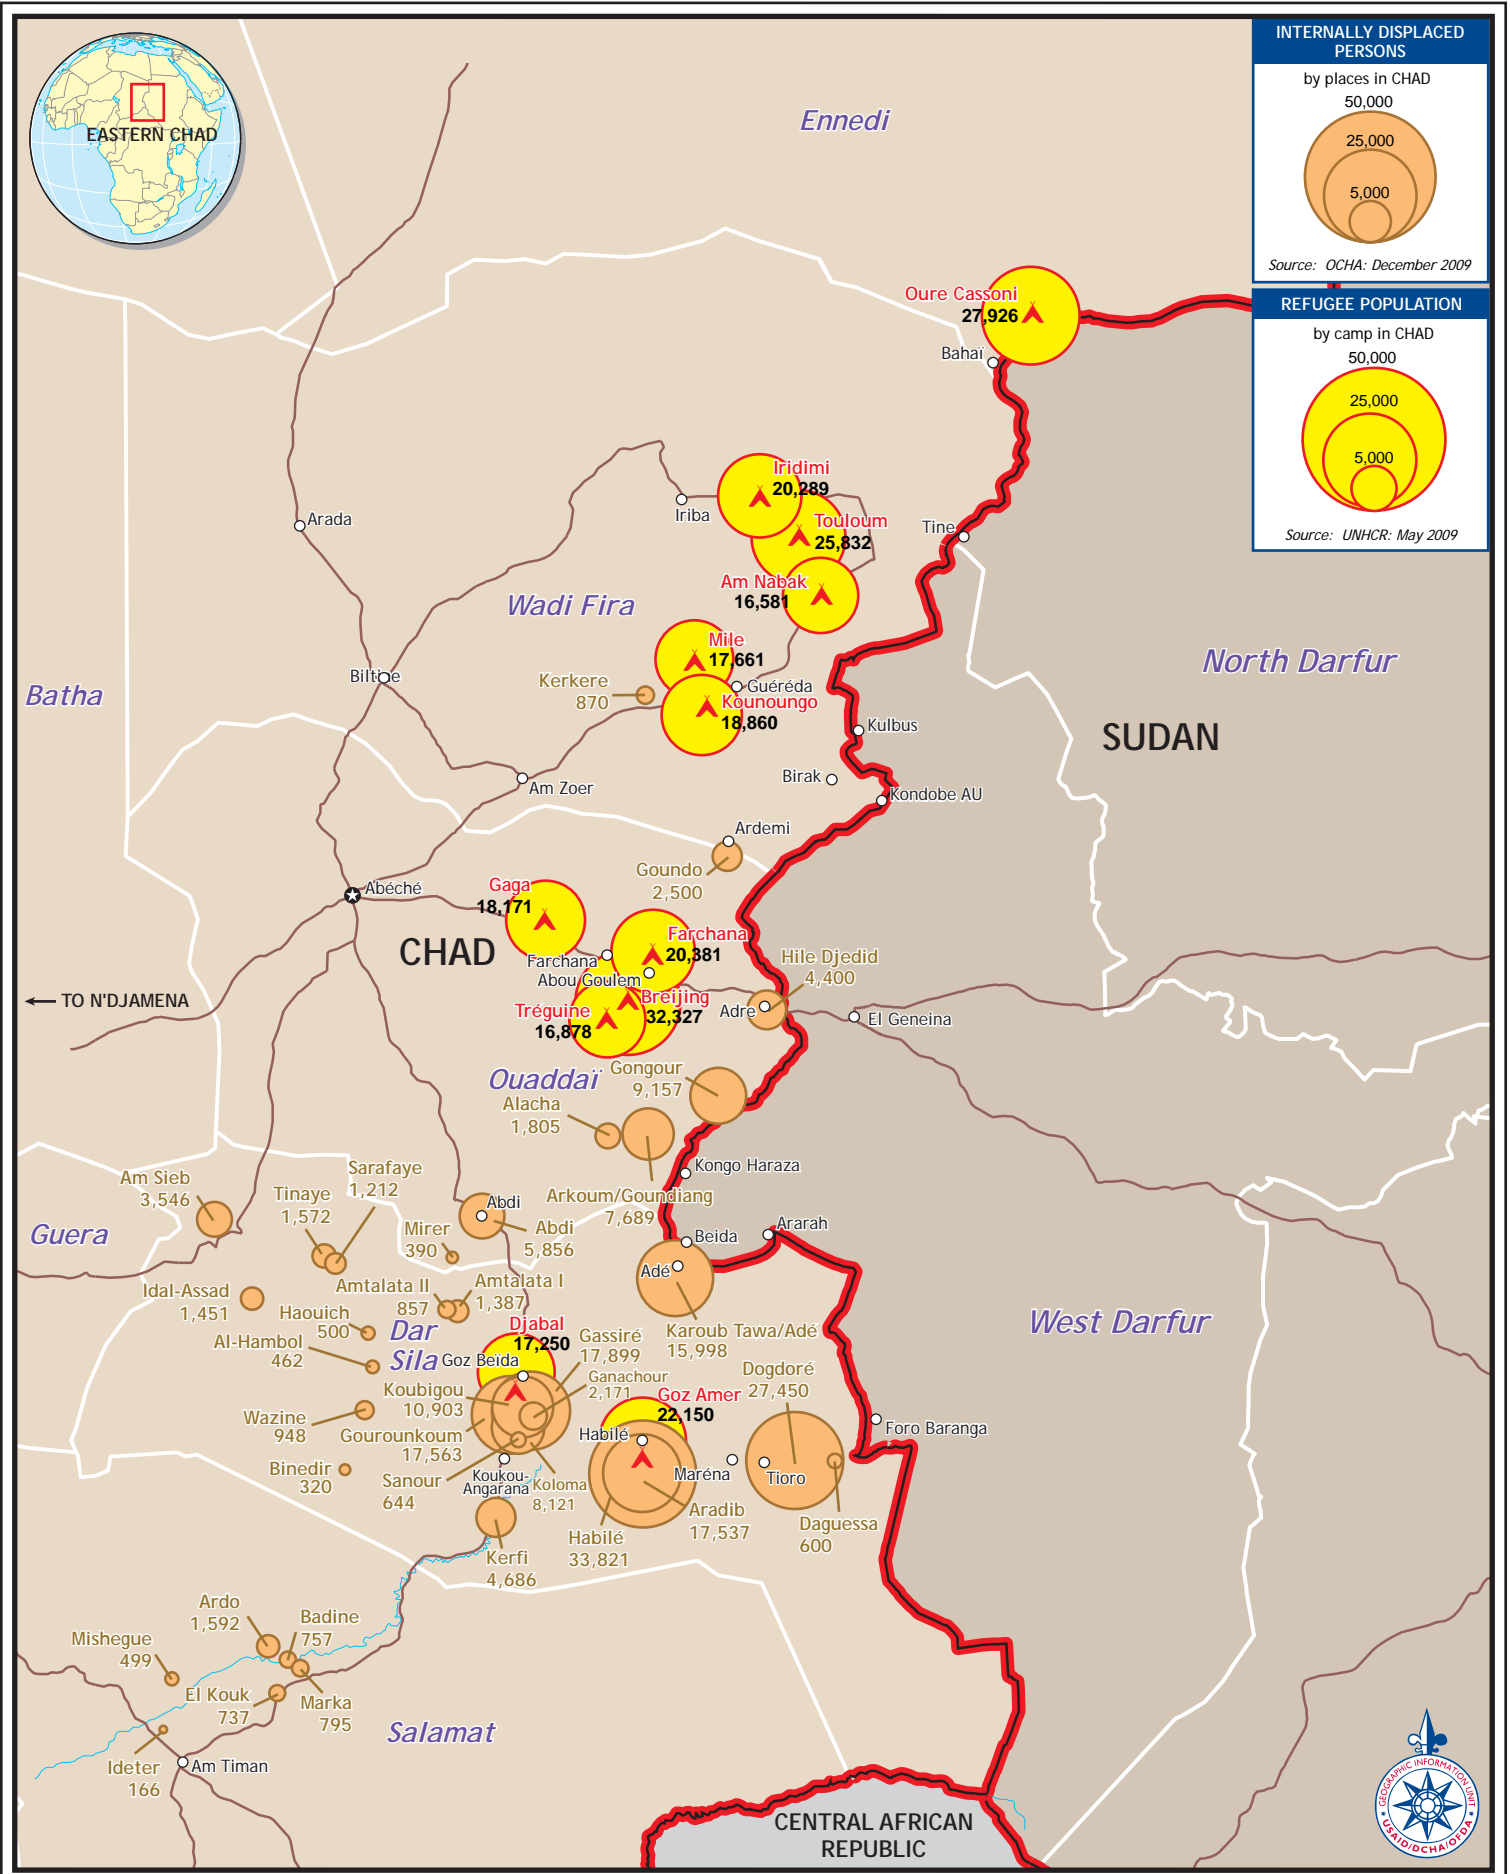 INTERNALLY DISPLACED
PERSONS
by places in CHAD
50,000
25,000
5,000
Source: OCHA: December 2009
REFUGEE POPULATION
by camp in CHAD
50,000
25,000
5,000
Source: UNHCR: May 2009
EASTERN CHAD
Ennedi
Oure Cassoni
27,926
Bahaï
Iridimi
20,289
Iriba
Touloum
25,832
Arada
Tine
Am Nabak
16,581
Wadi Fira
Mile
17,661
North Darfur
Biltine
Kerkere
870
Guéréda
Batha
Kounoungo
18,860
Kulbus
SUDAN
Birak
Am Zoer
Kondobe AU
Ardemi
Goundo
2,500
Abéché
Gaga
18,171
CHAD
Farchana
20,381
Farchana
Abou Goulem
Hile Djedid
4,400
TO N'DJAMENA
Breijing
32,327
Tréguine
16,878
Adre
El Geneina
Ouaddaï
Gongour
9,157
Alacha
1,805
Kongo Haraza
Arkoum/Goundiang
7,689
Sarafaye
1,212
Am Sieb
3,546
Tinaye
1,572
Abdi
Abdi
5,856
Mirer
390
Guera
Beida
Ararah
Adé
Idal-Assad
1,451
Amtalata II
857
Amtalata I
1,387
Haouich
500
Dar
Sila
Djabal
17,250
Al-Hambol
462
Gassiré
17,899
Karoub Tawa/Adé
15,998
West Darfur
Goz Beïda
Ganachour
2,171
Dogdoré
27,450
Koubigou
10,903
Goz Amer
22,150
Wazine
948
Gourounkoum
17,563
Habilé
Foro Baranga
Binedir
320
Sanour
644
Koukou-
Angarana
Koloma
8,121
Maréna
Tioro
Aradib
17,537
Daguessa
600
Habilé
33,821
Kerfi
4,686
Ardo
1,592
Badine
757
Mishegue
499
El Kouk
737
Marka
795
Salamat
Ideter
166
Am Timan
CENTRAL AFRICAN
REPUBLIC
GEOGRAPHIC INFORMATION UNIT
USAID/DCHA/OFDA